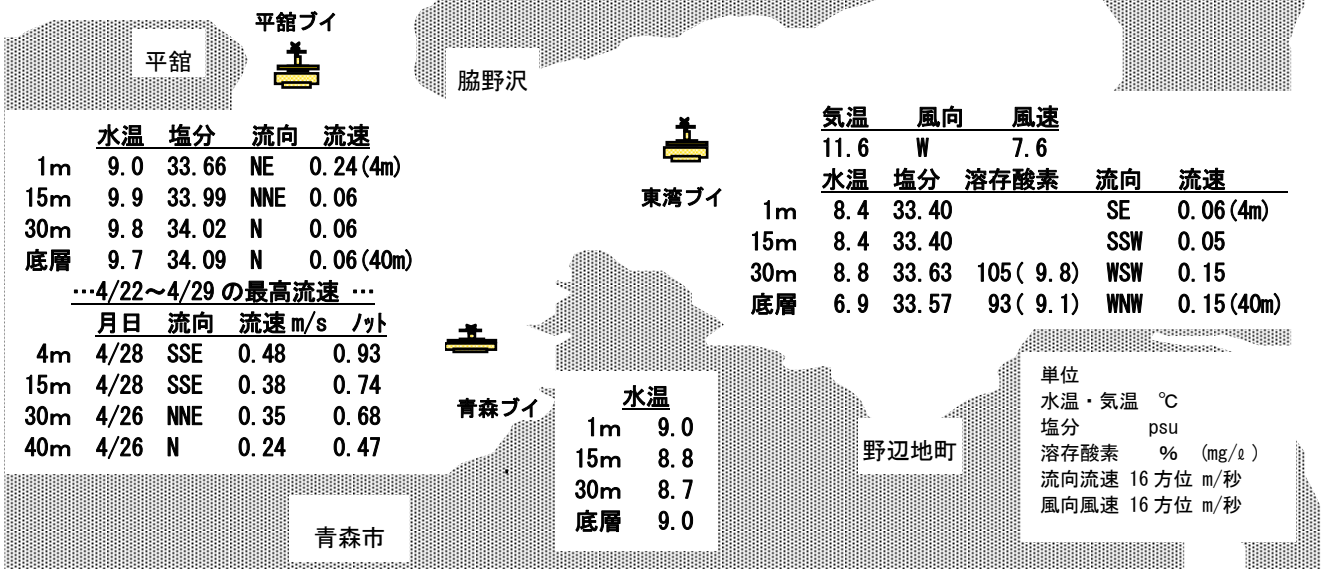 平舘ブイ
平舘
脇野沢
水温 塩分 流向 流速
1m 9.0 33.66 NE 0.24(4m)
15m 9.9 33.99 NNE 0.06
30m 9.8 34.02 N 0.06
底層 9.7 34.09 N 0.06(40m)
…4/22～4/29の最高流速 …
月日 流向 流速m/s ノット
4m 4/28 SSE 0.48 0.93
15m 4/28 SSE 0.38 0.74
30m 4/26 NNE 0.35 0.68
40m 4/26 N 0.24 0.47
東湾ブイ
気温 風向 風速
11.6 W 7.6
水温 塩分 溶存酸素 流向 流速
1m 8.4 33.40 SE 0.06(4m)
15m 8.4 33.40 SSW 0.05
30m 8.8 33.63 105( 9.8) WSW 0.15
底層 6.9 33.57 93( 9.1) WNW 0.15(40m)
青森ブイ
水温
1m 9.0
15m 8.8
30m 8.7
底層 9.0
野辺地町
青森市
単位
水温・気温 ℃
塩分 psu
溶存酸素 % (mg/ℓ)
流向流速 16方位 m/秒
風向風速 16方位 m/秒